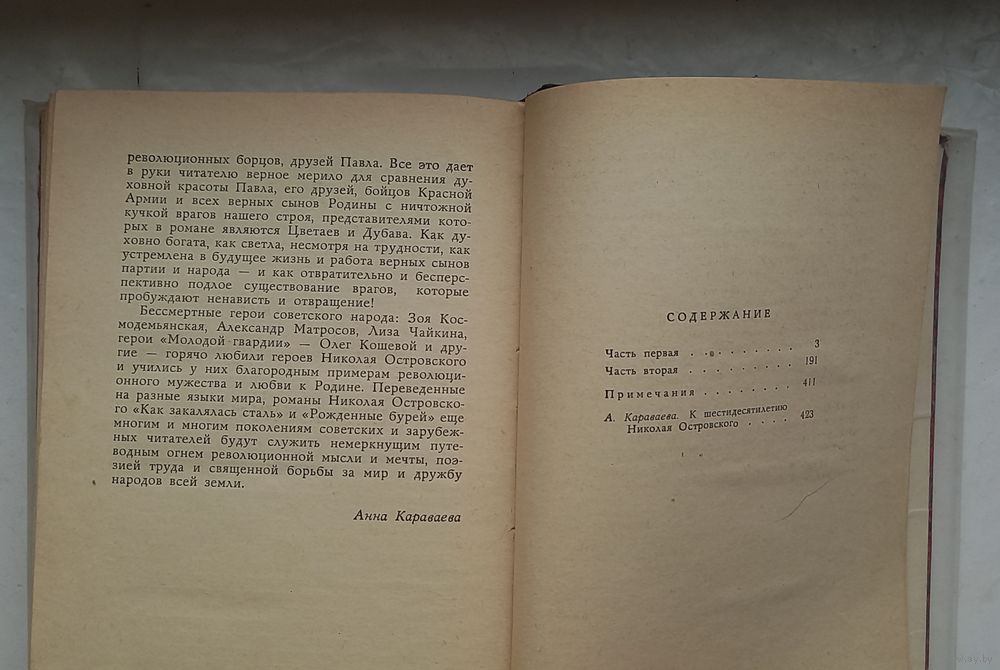 революционных борцов, друзей Павла. Все это дает
в руки читателю верное мерило для сравнения ду-
ховной красоты Павла, его друзей, бойцов Красной
Армии и всех верных сынов Родины с ничтожной
кучкой врагов нашего строя, представителями кото-
рых в романе являются Цветаев и Дубава. Как ду-
ховно богата, как светла, несмотря на трудности, как
устремлена в будущее жизнь и работа верных сынов
партии и народа — и как отвратительно и бесперс-
пективно подлое существование врагов, которые
пробуждают ненависть и отвращение!
Бессмертные герои советского народа: Зоя Кос-
модемьянская, Александр Матросов, Лиза Чайкина,
герои «Молодой гвардии» — Олег Кошевой и дру-
гие — горячо любили героев Николая Островского
и учились у них благородным примерам революци-
онного мужества и любви к Родине. Переведенные
на разные языки мира, романы Николая Островско-
го «Как закалялась сталь» и «Рожденные бурей» еще
многим и многим поколениям советских и зарубеж-
ных читателей будут служить немеркнущим путе-
водным огнем революционной мысли и мечты, поэ-
зией труда и священной борьбы за мир и дружбу
народов всей земли.
Анна Караваева
СОДЕРЖАНИЕ
Часть первая . . . . . . . . 3
Часть вторая . . . . . . . . 191
Примечания . . . . . . . 411
А. Караваева. К шестидесятилетию
Николая Островского . . . . 423